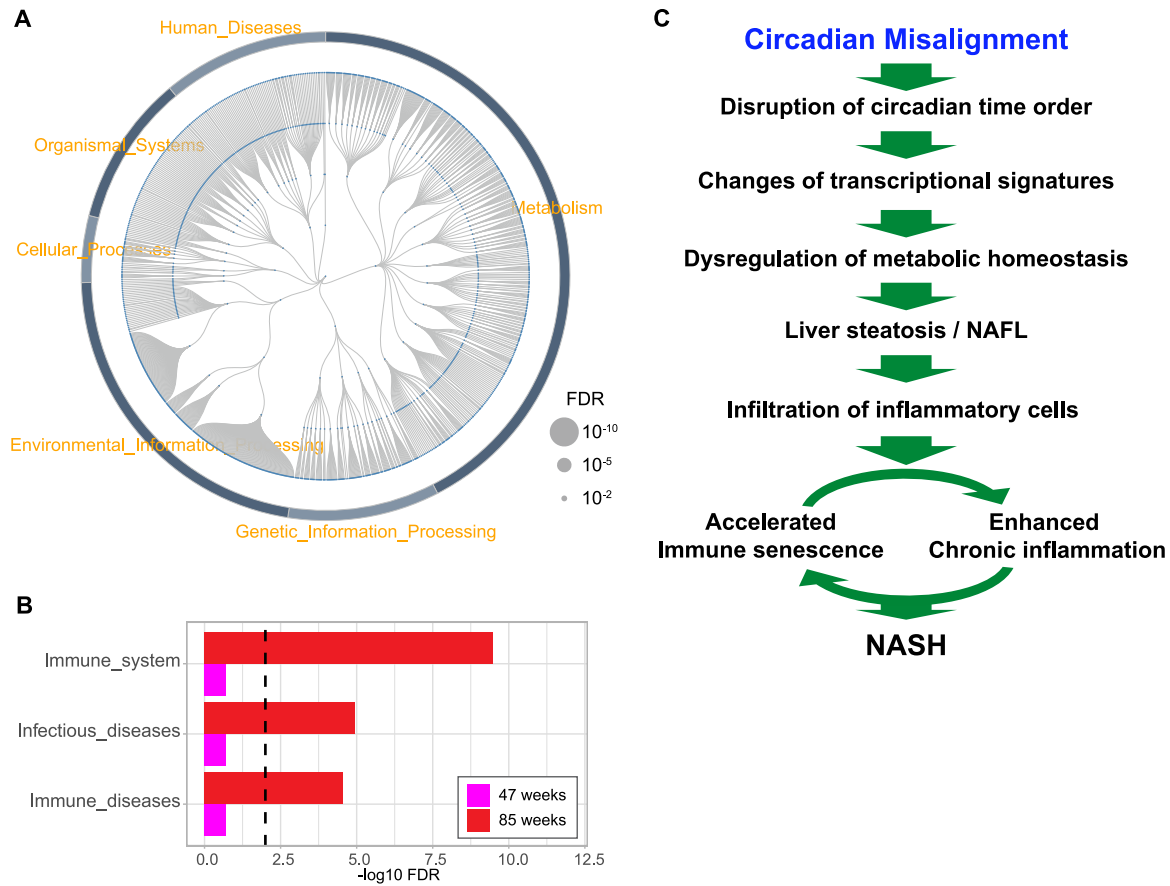 A
Human_Diseases
Organismal_Systems
Metabolism
Cellular_Processes
Environmental_Information_Processing
Genetic_Information_Processing
FDR
10⁻¹⁰
10⁻⁵
10⁻²
B
Immune_system
Infectious_diseases
Immune_diseases
47 weeks
85 weeks
0.0 2.5 5.0 7.5 10.0 12.5
-log10 FDR
C
Circadian Misalignment
Disruption of circadian time order
Changes of transcriptional signatures
Dysregulation of metabolic homeostasis
Liver steatosis / NAFL
Infiltration of inflammatory cells
Accelerated
Immune senescence
Enhanced
Chronic inflammation
NASH